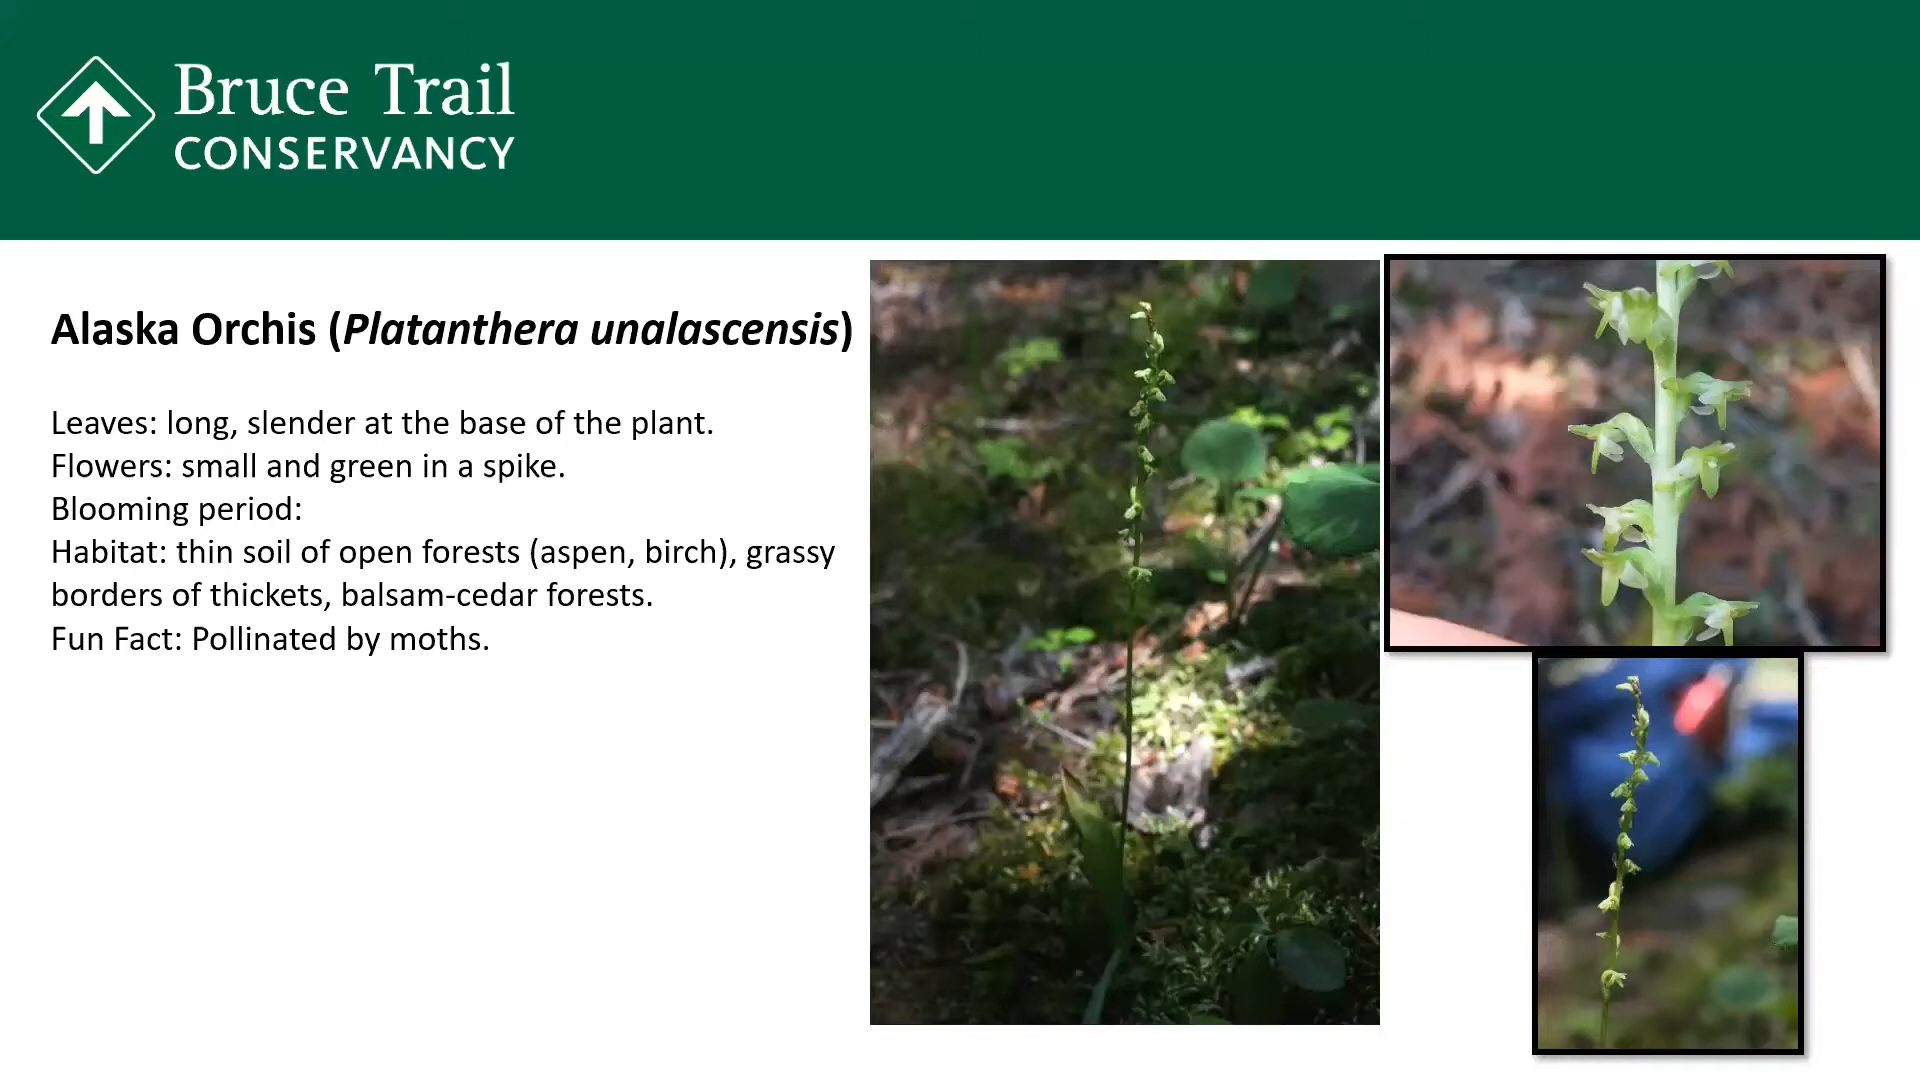 Bruce Trail
CONSERVANCY
Alaska Orchis (Platanthera unalascensis)
Leaves: long, slender at the base of the plant.
Flowers: small and green in a spike.
Blooming period:
Habitat: thin soil of open forests (aspen, birch), grassy
borders of thickets, balsam-cedar forests.
Fun Fact: Pollinated by moths.